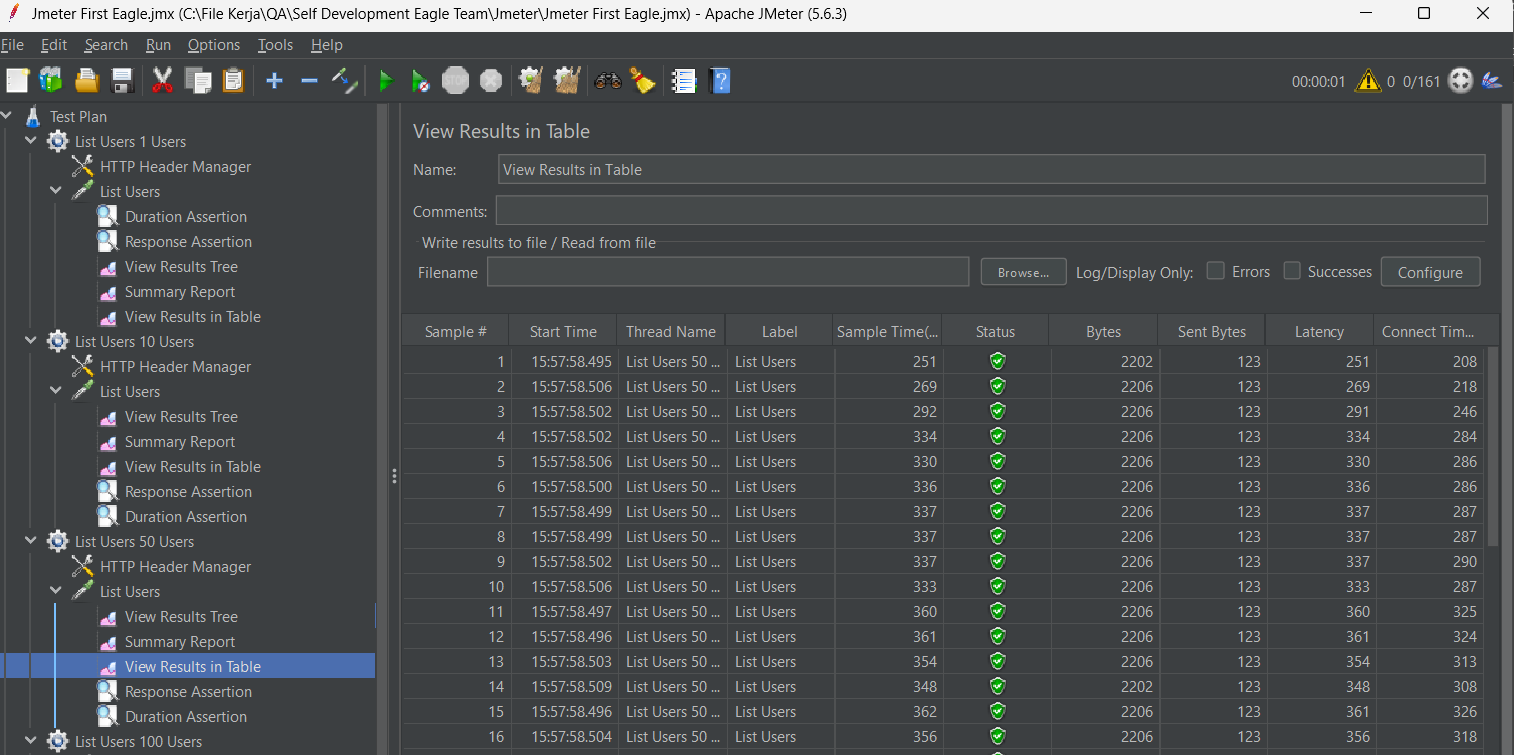 Jmeter First Eagle.jmx (C:\File Kerja\QA\Self Development Eagle Team\Jmeter\Jmeter First Eagle.jmx) - Apache JMeter (5.6.3)
File Edit Search Run Options Tools Help
STOP 00:00:01 0 0/161
Test Plan
List Users 1 Users
HTTP Header Manager
List Users
Duration Assertion
Response Assertion
View Results Tree
Summary Report
View Results in Table
List Users 10 Users
HTTP Header Manager
List Users
View Results Tree
Summary Report
View Results in Table
Response Assertion
Duration Assertion
List Users 50 Users
HTTP Header Manager
List Users
View Results Tree
Summary Report
View Results in Table
Response Assertion
Duration Assertion
List Users 100 Users
View Results in Table
Name: View Results in Table
Comments:
Write results to file / Read from file
Filename Browse... Log/Display Only: Errors Successes Configure
Sample # Start Time Thread Name Label Sample Time(... Status Bytes Sent Bytes Latency Connect Tim...
1 15:57:58.495 List Users 50 ... List Users 251 2202 123 251 208
2 15:57:58.506 List Users 50 ... List Users 269 2206 123 269 218
3 15:57:58.502 List Users 50 ... List Users 292 2206 123 291 246
4 15:57:58.502 List Users 50 ... List Users 334 2206 123 334 284
5 15:57:58.506 List Users 50 ... List Users 330 2206 123 330 286
6 15:57:58.500 List Users 50 ... List Users 336 2206 123 336 286
7 15:57:58.499 List Users 50 ... List Users 337 2206 123 337 287
8 15:57:58.499 List Users 50 ... List Users 337 2206 123 337 287
9 15:57:58.502 List Users 50 ... List Users 337 2206 123 337 290
10 15:57:58.506 List Users 50 ... List Users 333 2206 123 333 287
11 15:57:58.497 List Users 50 ... List Users 360 2206 123 360 325
12 15:57:58.496 List Users 50 ... List Users 361 2206 123 361 324
13 15:57:58.503 List Users 50 ... List Users 354 2206 123 354 313
14 15:57:58.509 List Users 50 ... List Users 348 2202 123 348 308
15 15:57:58.496 List Users 50 ... List Users 362 2206 123 361 326
16 15:57:58.504 List Users 50 ... List Users 356 2206 123 356 318